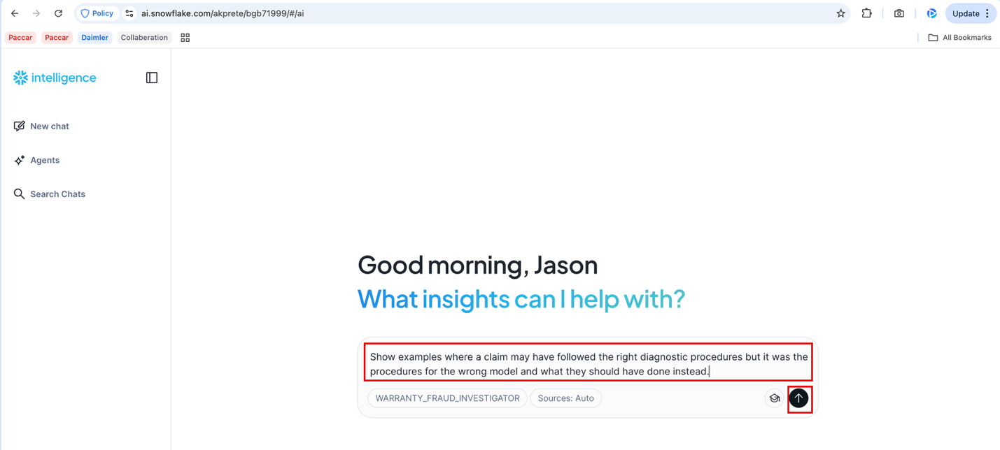 Policy
ai.snowflake.com/akprete/bgb71999/#/ai
Update
Paccar
Paccar
Daimler
Collaberation
All Bookmarks
intelligence
New chat
Agents
Search Chats
Good morning, Jason
What insights can I help with?
Show examples where a claim may have followed the right diagnostic procedures but it was the
procedures for the wrong model and what they should have done instead.
WARRANTY_FRAUD_INVESTIGATOR
Sources: Auto